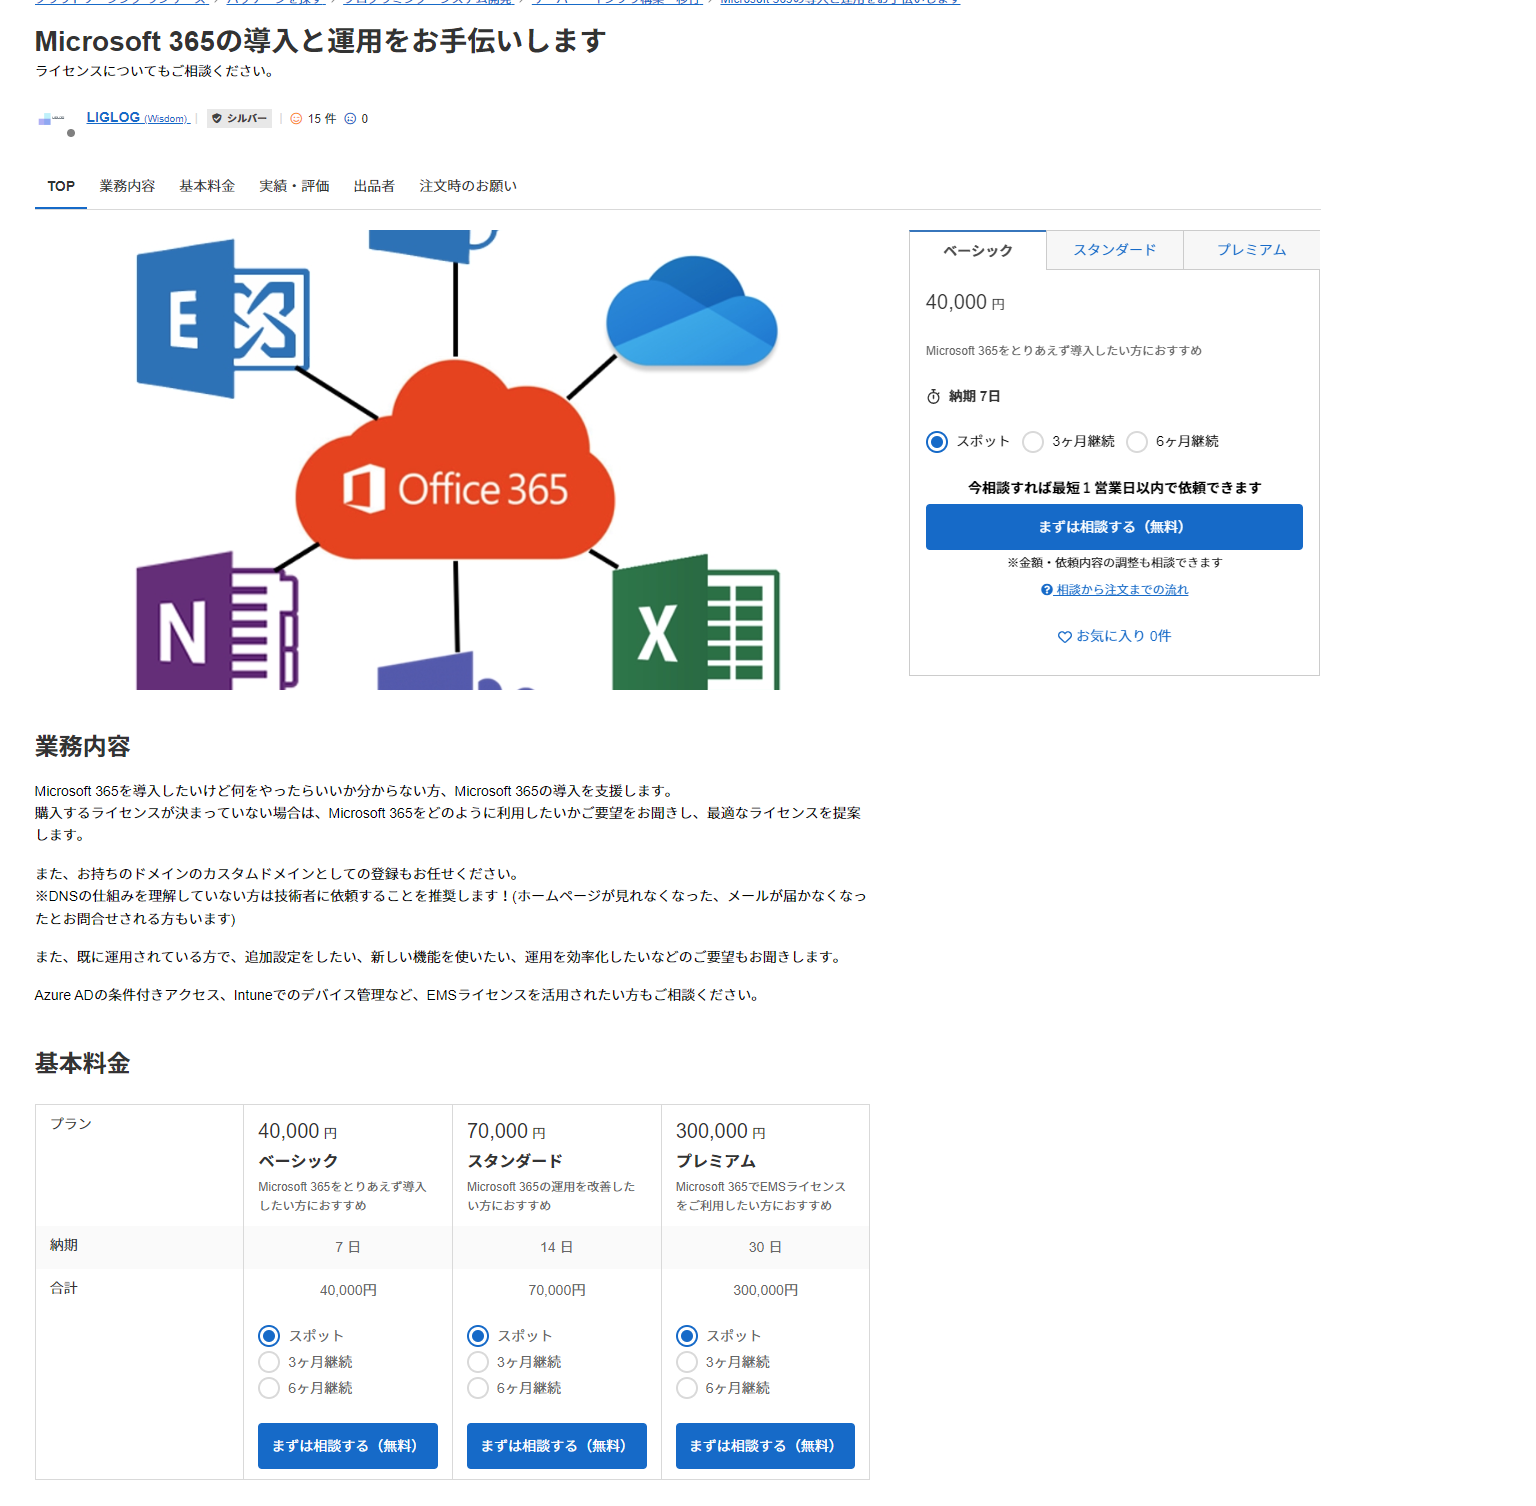 Microsoft 365の導入と運用をお手伝いします
ライセンスについてもご相談ください。
LIGLOG (Wisdom)
シルバー
15 件
0
TOP 業務内容 基本料金 実績・評価 出品者 注文時のお願い
E
Office 365
N
X
ベーシック スタンダード プレミアム
40,000 円
Microsoft 365をとりあえず導入したい方におすすめ
納期 7日
スポット 3ヶ月継続 6ヶ月継続
今相談すれば最短1営業日以内で依頼できます
まずは相談する（無料）
※金額・依頼内容の調整も相談できます
相談から注文までの流れ
お気に入り 0件
業務内容
Microsoft 365を導入したいけど何をやったらいいか分からない方、Microsoft 365の導入を支援します。
購入するライセンスが決まっていない場合は、Microsoft 365をどのように利用したいかご要望をお聞きし、最適なライセンスを提案
します。
また、お持ちのドメインのカスタムドメインとしての登録もお任せください。
※DNSの仕組みを理解していない方は技術者に依頼することを推奨します！(ホームページが見れなくなった、メールが届かなくなっ
たとお問合せされる方もいます)
また、既に運用されている方で、追加設定をしたい、新しい機能を使いたい、運用を効率化したいなどのご要望もお聞きします。
Azure ADの条件付きアクセス、Intuneでのデバイス管理など、EMSライセンスを活用されたい方もご相談ください。
基本料金
プラン
40,000 円
ベーシック
Microsoft 365をとりあえず導入
したい方におすすめ
70,000 円
スタンダード
Microsoft 365の運用を改善した
い方におすすめ
300,000 円
プレミアム
Microsoft 365でEMSライセンス
をご利用したい方におすすめ
納期 7 日 14 日 30 日
合計 40,000円 70,000円 300,000円
スポット スポット スポット
3ヶ月継続 3ヶ月継続 3ヶ月継続
6ヶ月継続 6ヶ月継続 6ヶ月継続
まずは相談する（無料） まずは相談する（無料） まずは相談する（無料）